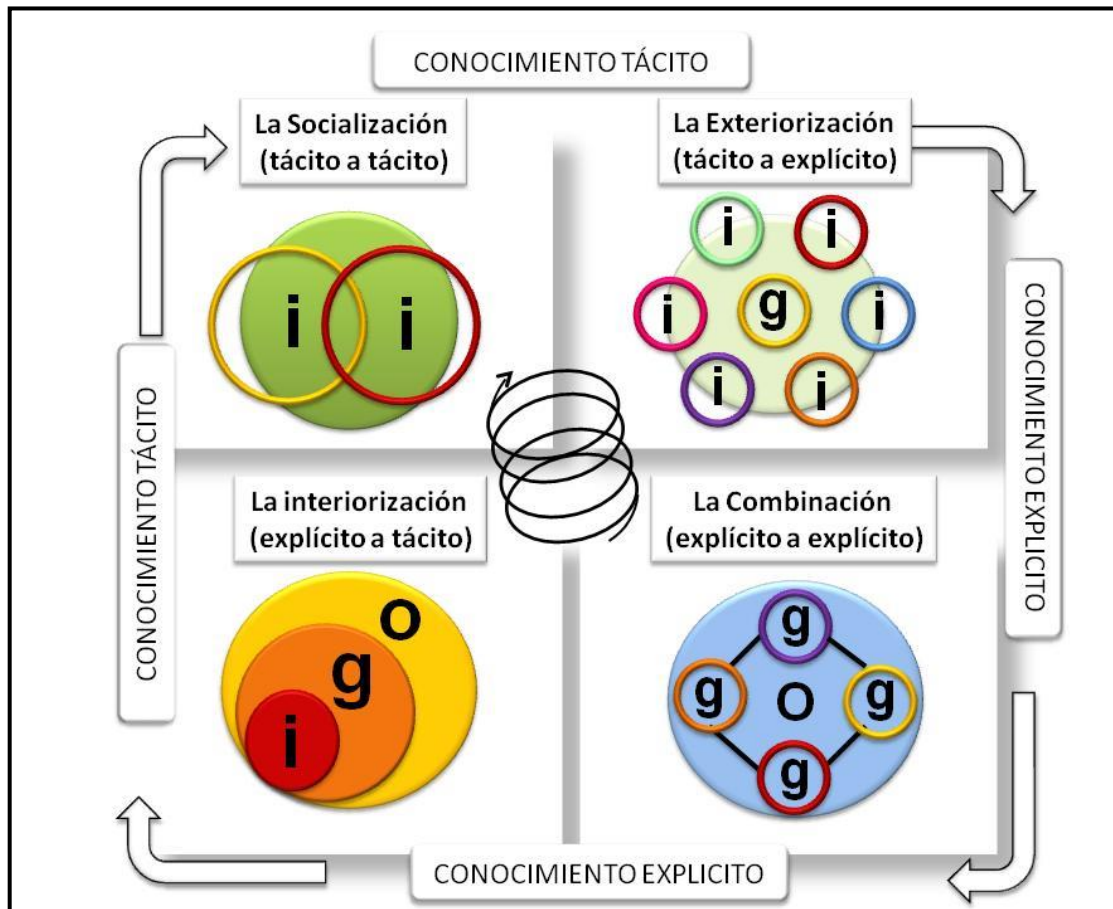 CONOCIMIENTO TÁCITO
La Socialización
(tácito a tácito)
La Exteriorización
(tácito a explícito)
i
i
i
i
i
g
i
i
i
CONOCIMIENTO TÁCITO
CONOCIMIENTO EXPLICITO
La interiorización
(explícito a tácito)
La Combinación
(explícito a explícito)
o
g
i
g
g
O
g
g
CONOCIMIENTO EXPLICITO